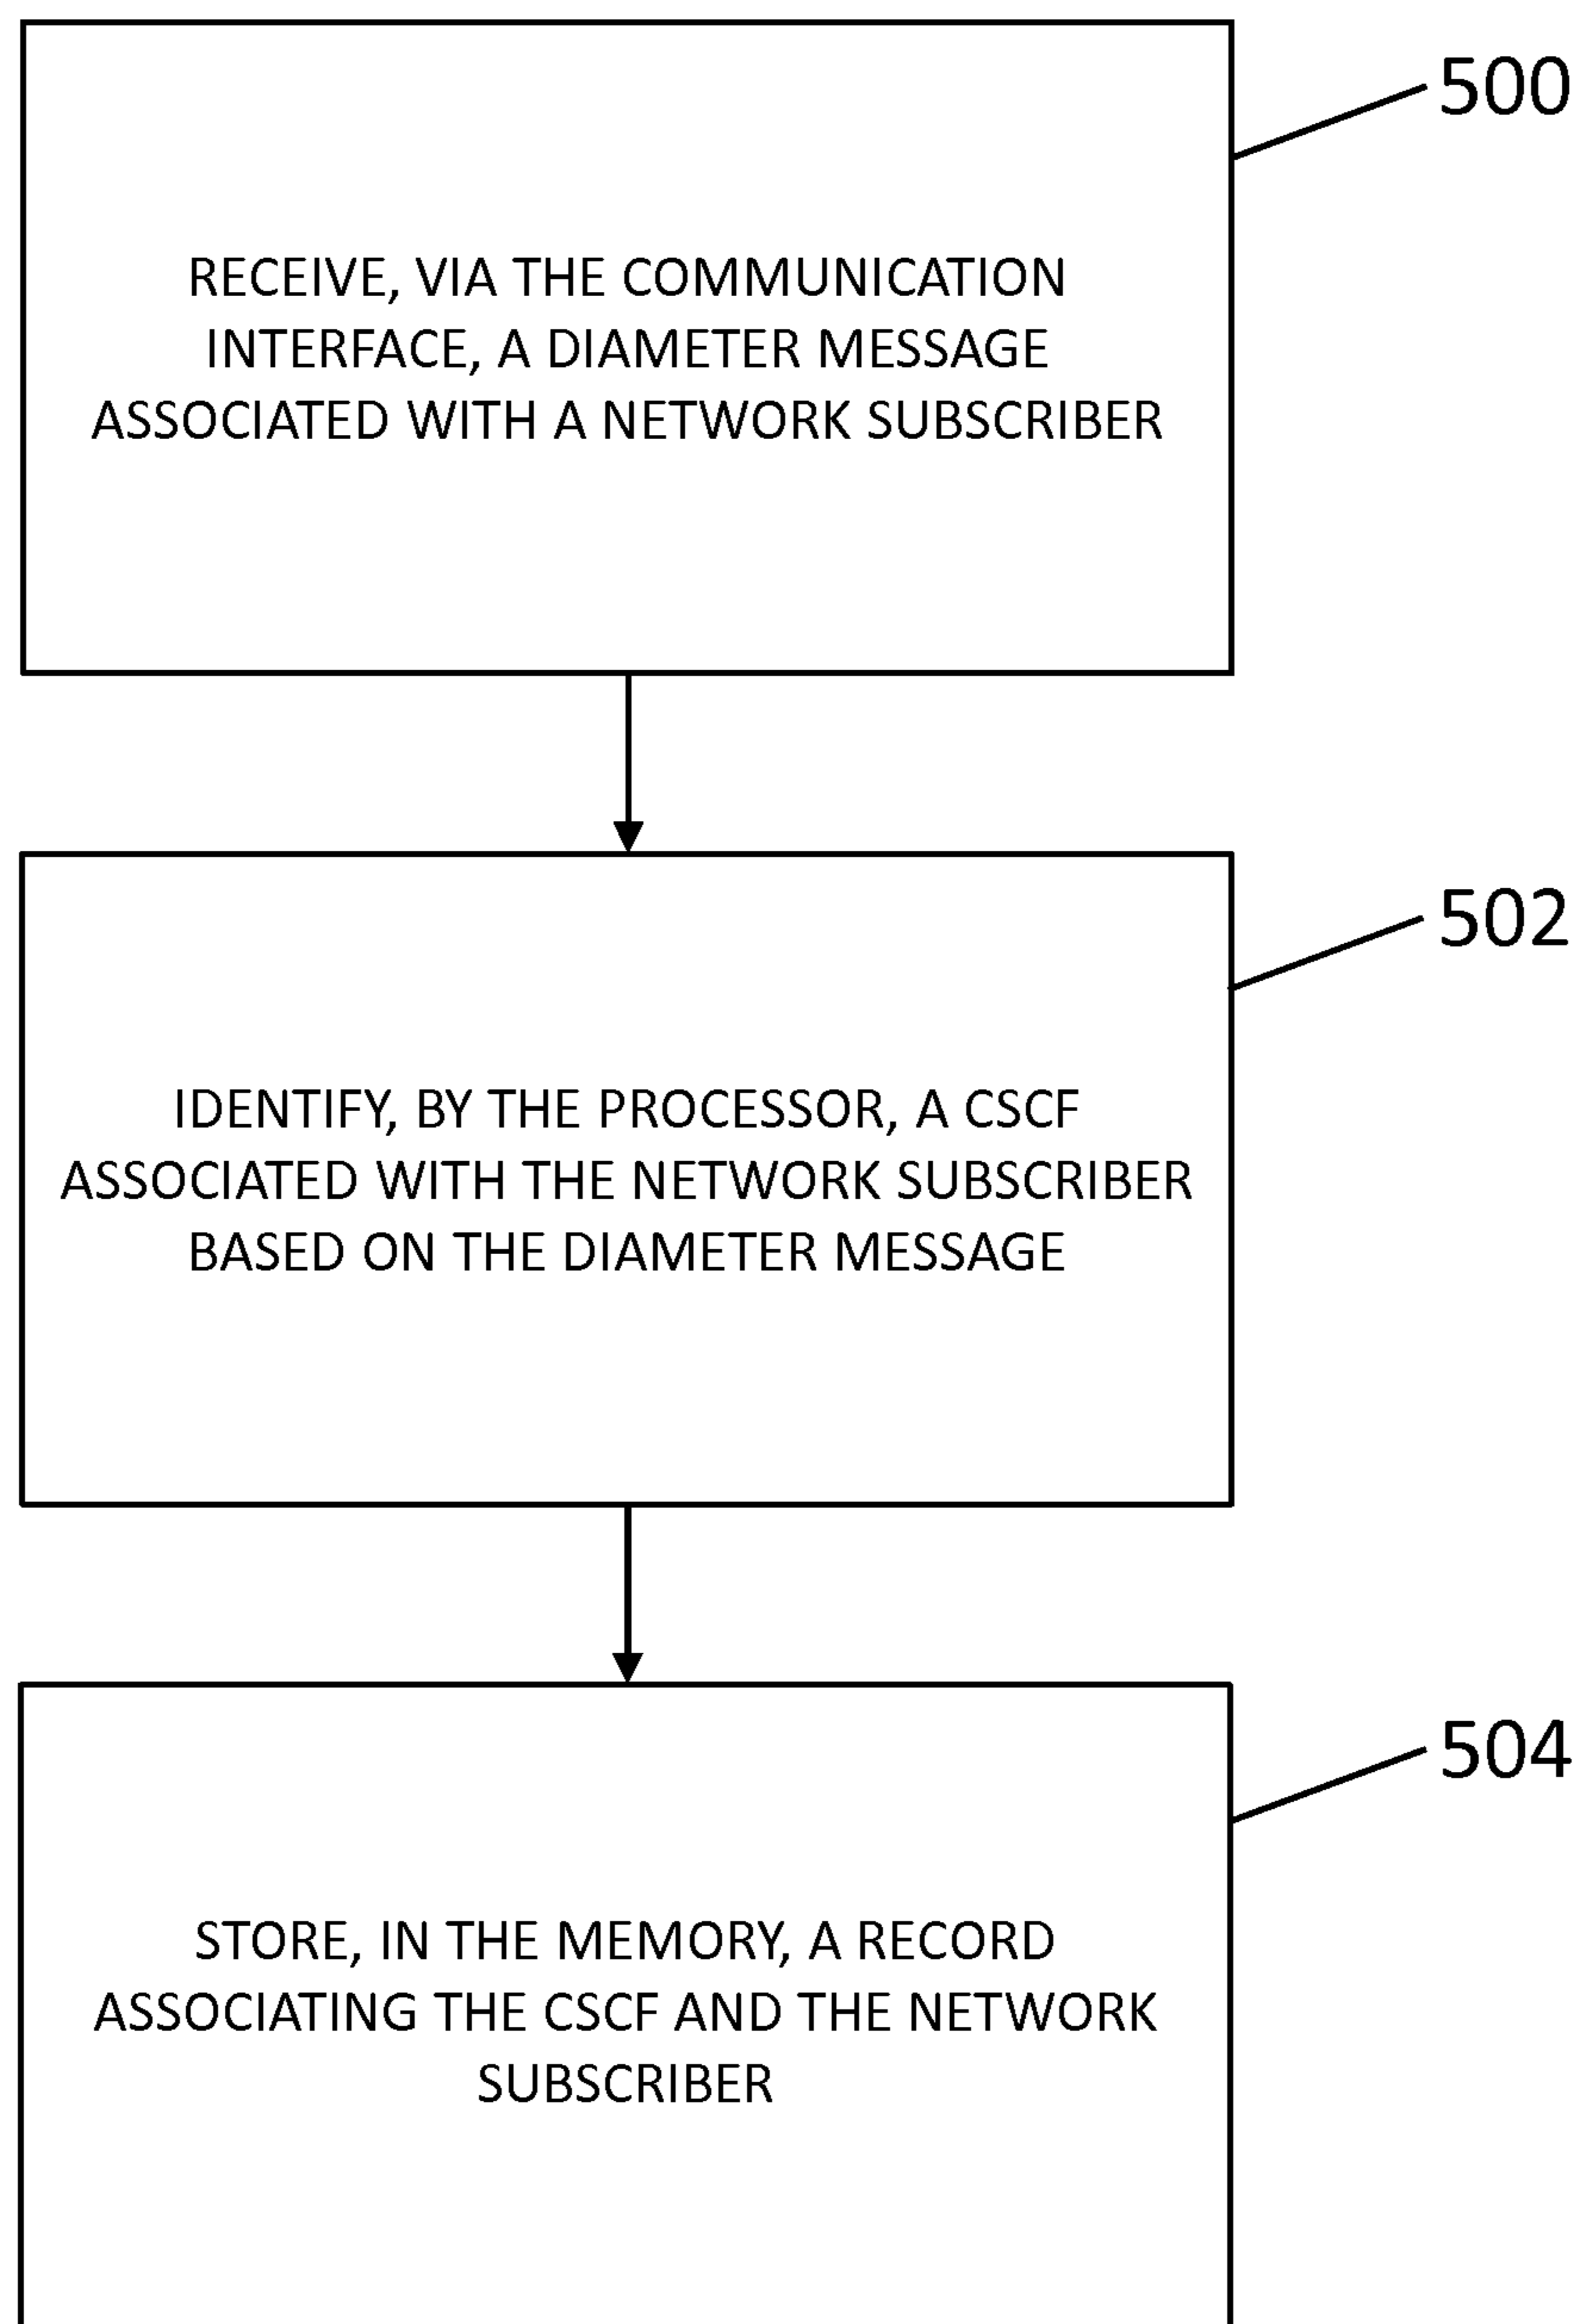 500
RECEIVE, VIA THE COMMUNICATION
INTERFACE, A DIAMETER MESSAGE
ASSOCIATED WITH A NETWORK SUBSCRIBER
502
IDENTIFY, BY THE PROCESSOR, A CSCF
ASSOCIATED WITH THE NETWORK SUBSCRIBER
BASED ON THE DIAMETER MESSAGE
504
STORE, IN THE MEMORY, A RECORD
ASSOCIATING THE CSCF AND THE NETWORK
SUBSCRIBER